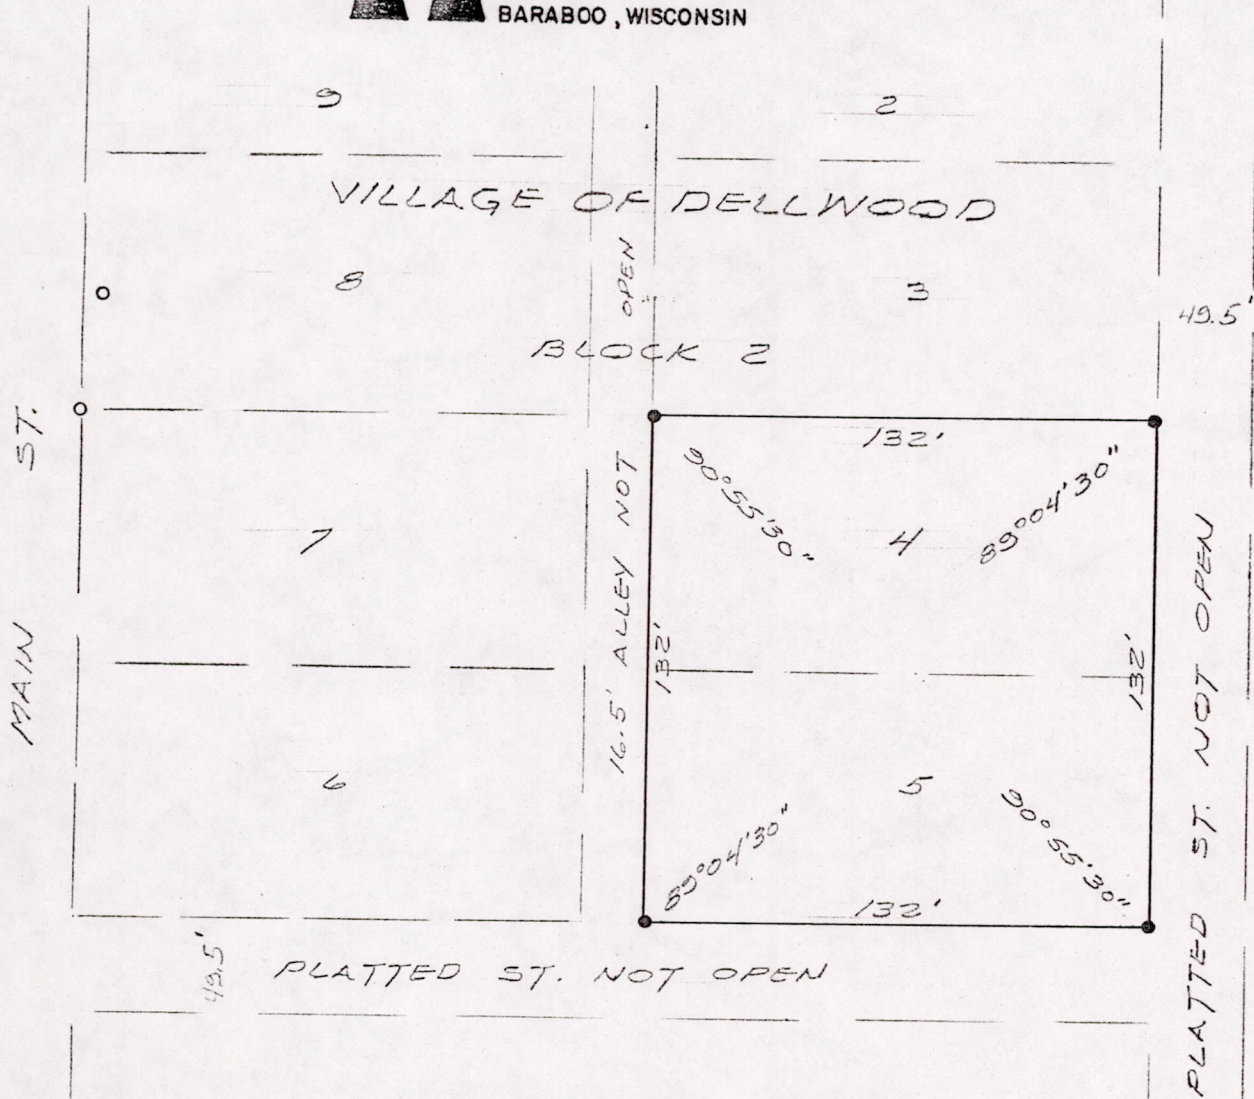 BARABOO, WISCONSIN
9
2
VILLAGE OF DELLWOOD
8
3
49.5'
BLOCK 2
MAIN ST.
16.5' ALLEY NOT OPEN
132'
90°55'30"
89°04'30"
7
4
132'
132'
6
5
89°04'30"
90°55'30"
132'
49.5'
PLATTED ST. NOT OPEN
PLATTED ST. NOT OPEN